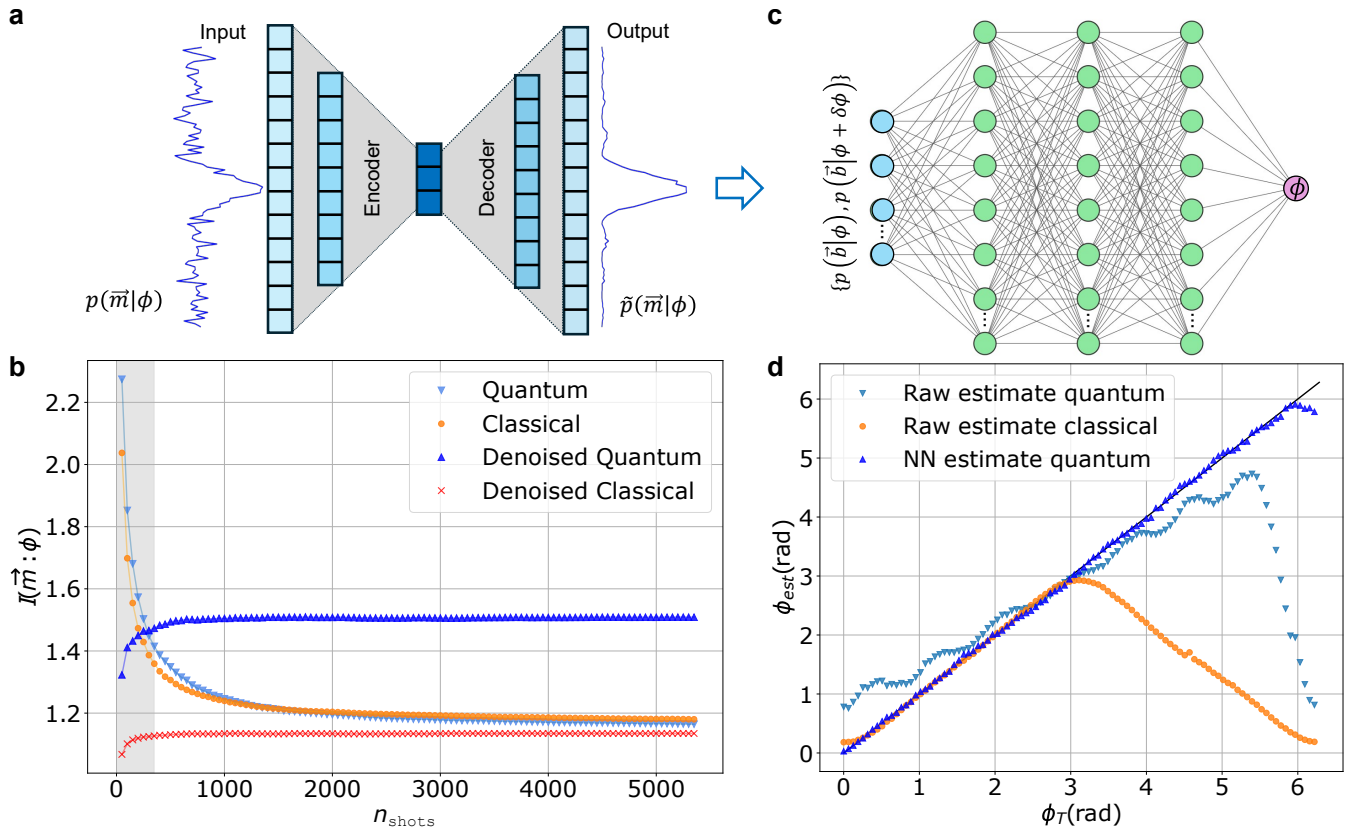 a
Input
Output
Encoder
Decoder
p(m⃗|ϕ)
p̃(m⃗|ϕ)
c
{p(b⃗|ϕ), p(b⃗|ϕ + δϕ)}
ϕ
b
Quantum
Classical
Denoised Quantum
Denoised Classical
I(m⃗ : ϕ)
2.2
2.0
1.8
1.6
1.4
1.2
0 1000 2000 3000 4000 5000
n_shots
d
Raw estimate quantum
Raw estimate classical
NN estimate quantum
ϕ_est(rad)
6
5
4
3
2
1
0
0 1 2 3 4 5 6
ϕ_T(rad)